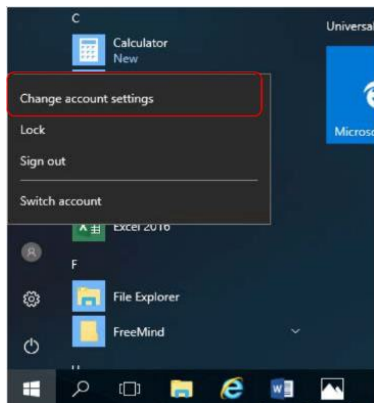 C
Universal
Calculator
New
Change account settings
Microso
Lock
Sign out
Switch account
Excel 2016
F
File Explorer
FreeMind